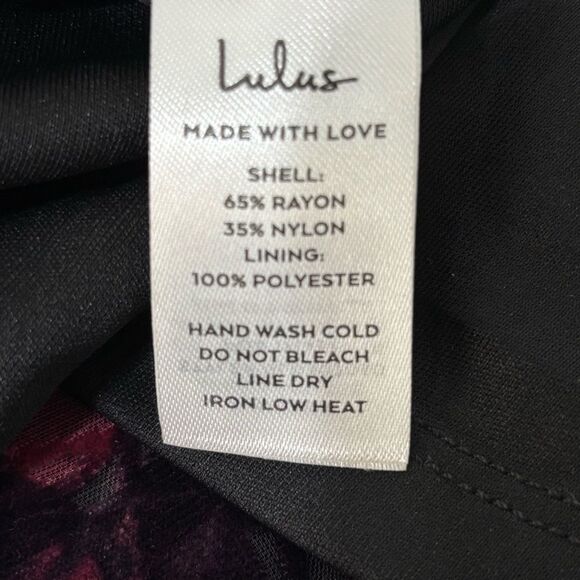 Lulus
MADE WITH LOVE
SHELL:
65% RAYON
35% NYLON
LINING:
100% POLYESTER
HAND WASH COLD
DO NOT BLEACH
LINE DRY
IRON LOW HEAT